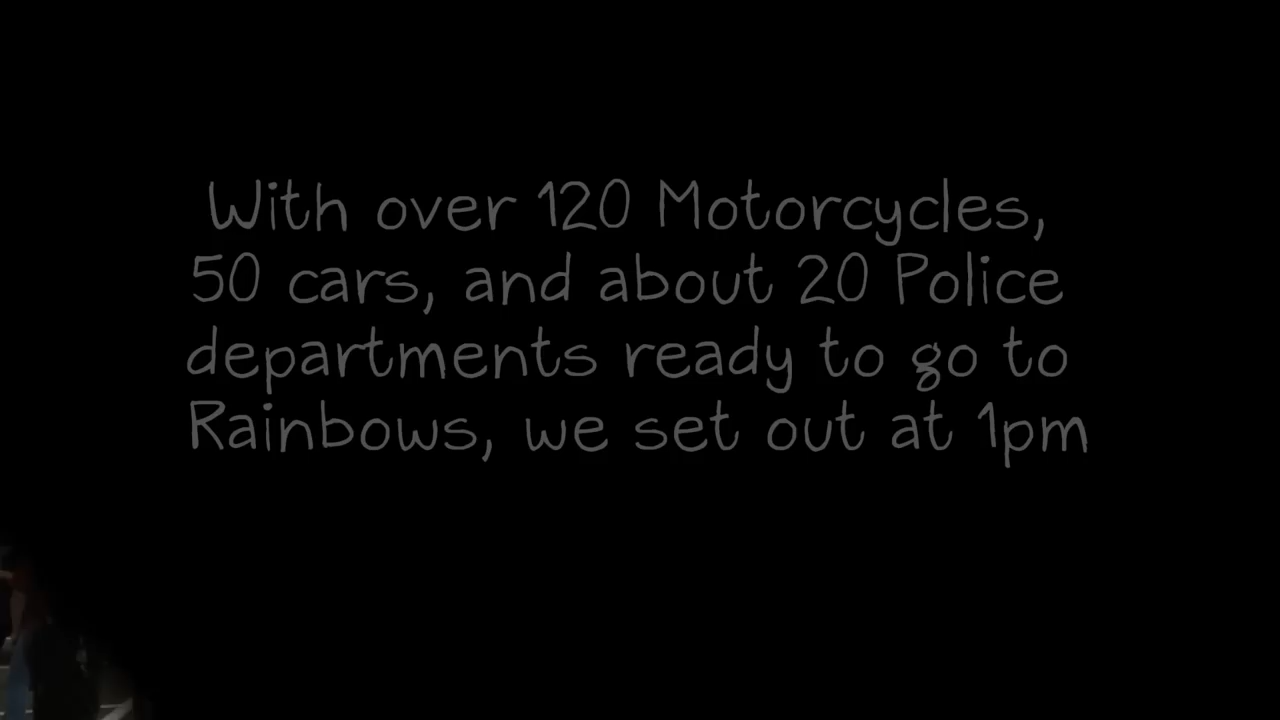 With over 120 Motorcycles,
50 cars, and about 20 Police
departments ready to go to
Rainbows, we set out at 1pm